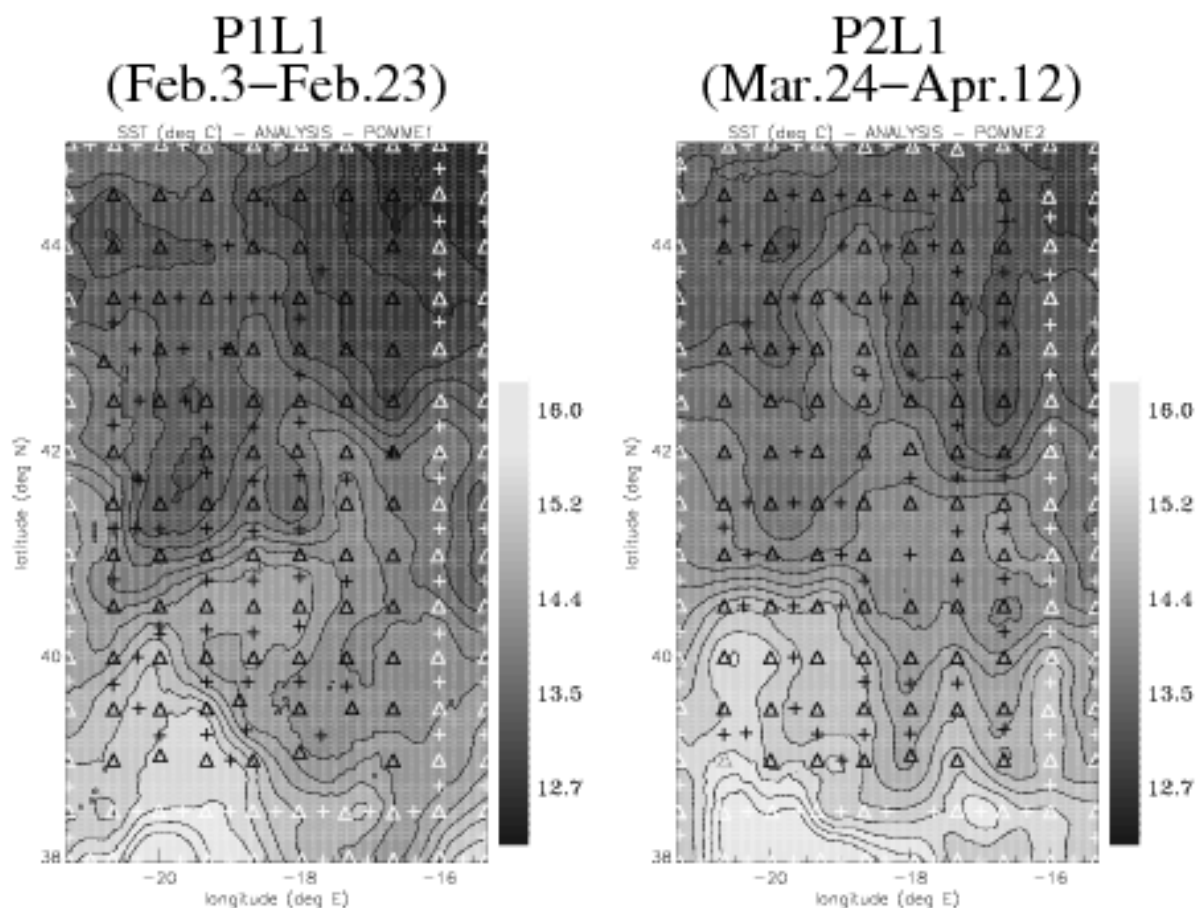 P1L1
(Feb.3–Feb.23)
SST (deg C) – ANALYSIS – POMME1
44
42
40
38
latitude (deg N)
-20
-18
-16
longitude (deg E)
16.0
15.2
14.4
13.5
12.7
P2L1
(Mar.24–Apr.12)
SST (deg C) – ANALYSIS – POMME2
44
42
40
38
latitude (deg N)
-20
-18
-16
longitude (deg E)
16.0
15.2
14.4
13.5
12.7